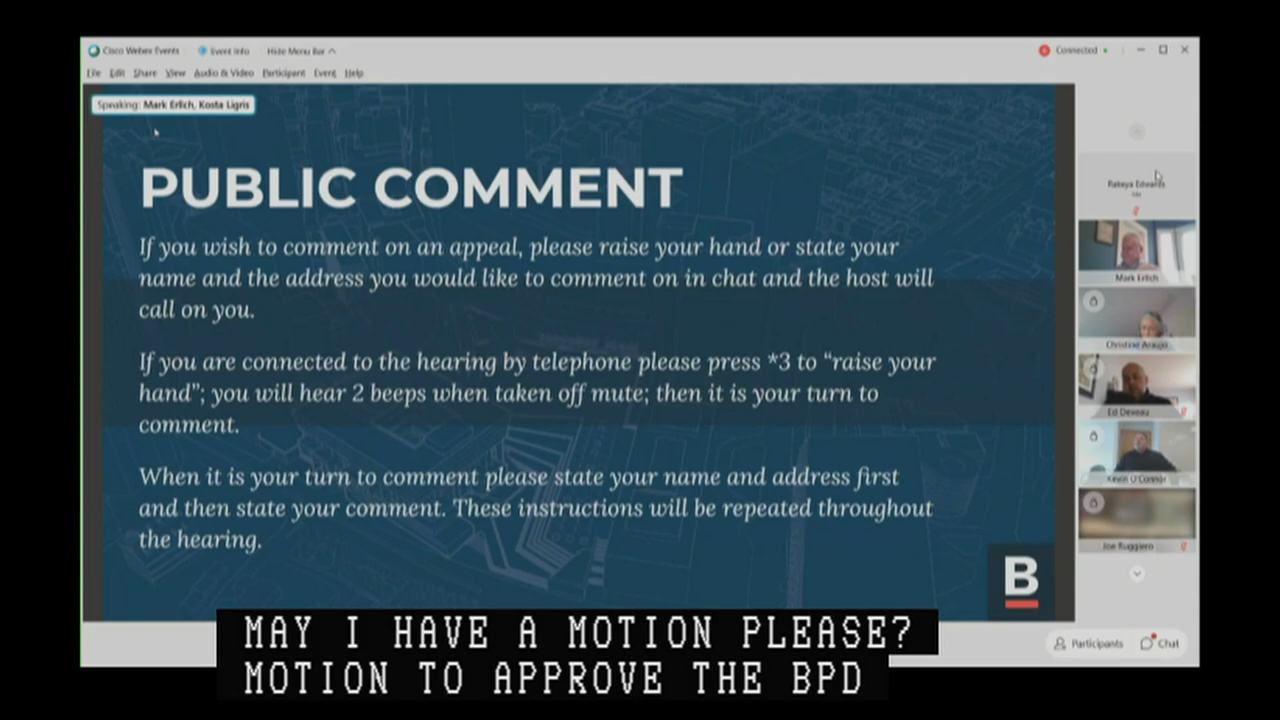 Cisco Webex Events Event Info Hide Menu Bar Connected
File Edit Share View Audio & Video Participant Event Help
Speaking: Mark Erlich, Kosta Ligris
PUBLIC COMMENT
If you wish to comment on an appeal, please raise your hand or state your
name and the address you would like to comment on in chat and the host will
call on you.
If you are connected to the hearing by telephone please press *3 to “raise your
hand”; you will hear 2 beeps when taken off mute; then it is your turn to
comment.
When it is your turn to comment please state your name and address first
and then state your comment. These instructions will be repeated throughout
the hearing.
B
Rakeya Edwards
Me
Mark Erlich
Christine Araujo
Ed Deveau
Kevin O'Connor
Joe Ruggiero
Participants Chat
MAY I HAVE A MOTION PLEASE?
MOTION TO APPROVE THE BPD